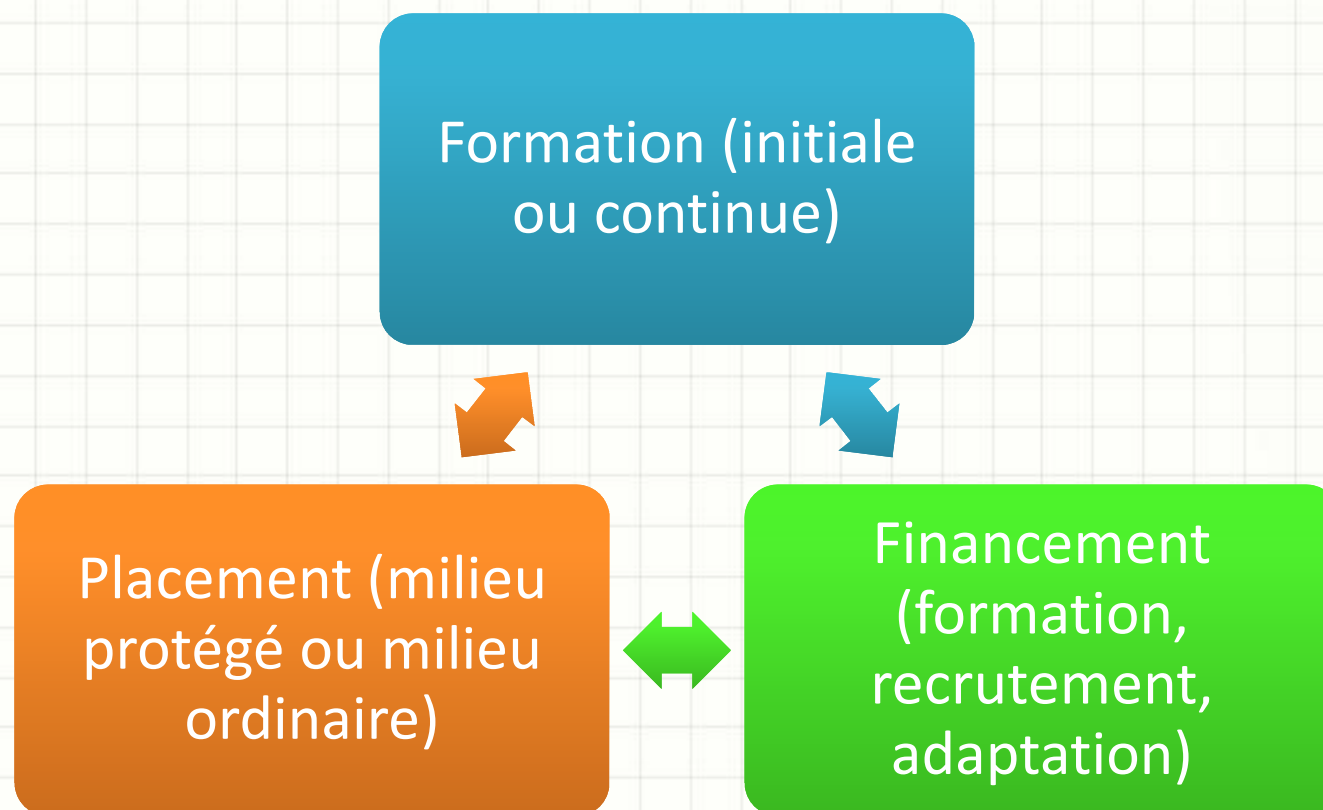 Formation (initiale
ou continue)
Placement (milieu
protégé ou milieu
ordinaire)
Financement
(formation,
recrutement,
adaptation)